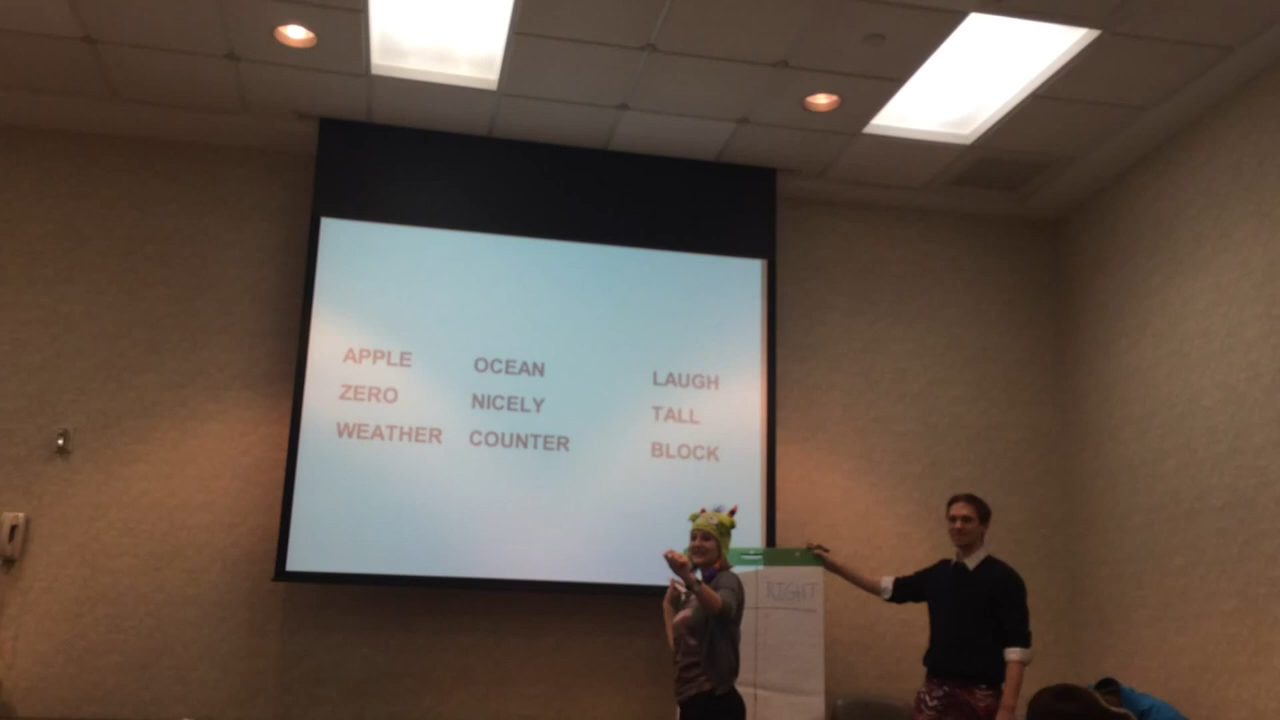 APPLE
ZERO
WEATHER
OCEAN
NICELY
COUNTER
LAUGH
TALL
BLOCK
RIGHT